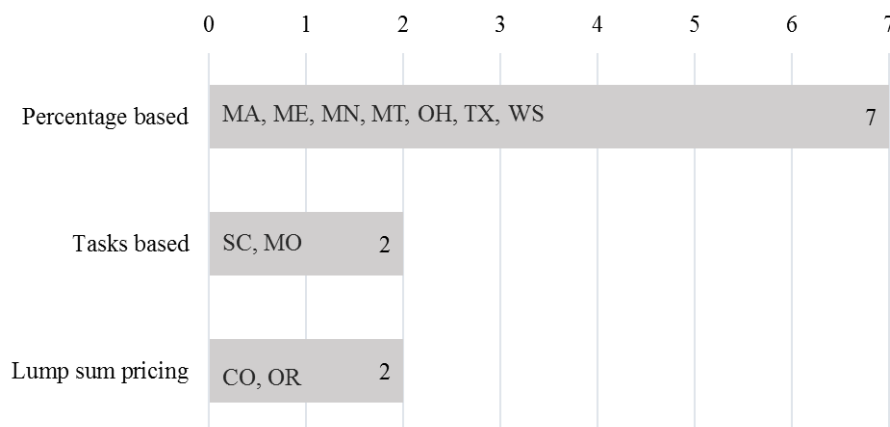 0 1 2 3 4 5 6 7
Percentage based MA, ME, MN, MT, OH, TX, WS 7
Tasks based SC, MO 2
Lump sum pricing CO, OR 2